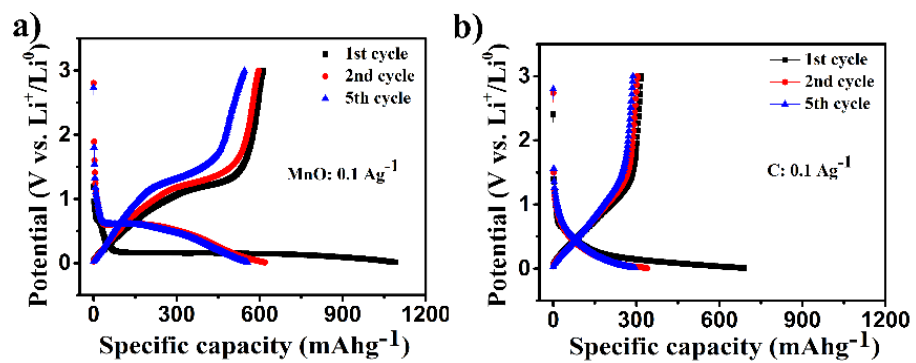 a)
1st cycle
2nd cycle
5th cycle
MnO: 0.1 Ag⁻¹
Potential (V vs. Li⁺/Li⁰)
3
2
1
0
0 300 600 900 1200
Specific capacity (mAhg⁻¹)
b)
1st cycle
2nd cycle
5th cycle
C: 0.1 Ag⁻¹
Potential (V vs. Li⁺/Li⁰)
3
2
1
0
0 300 600 900 1200
Specific capacity (mAhg⁻¹)